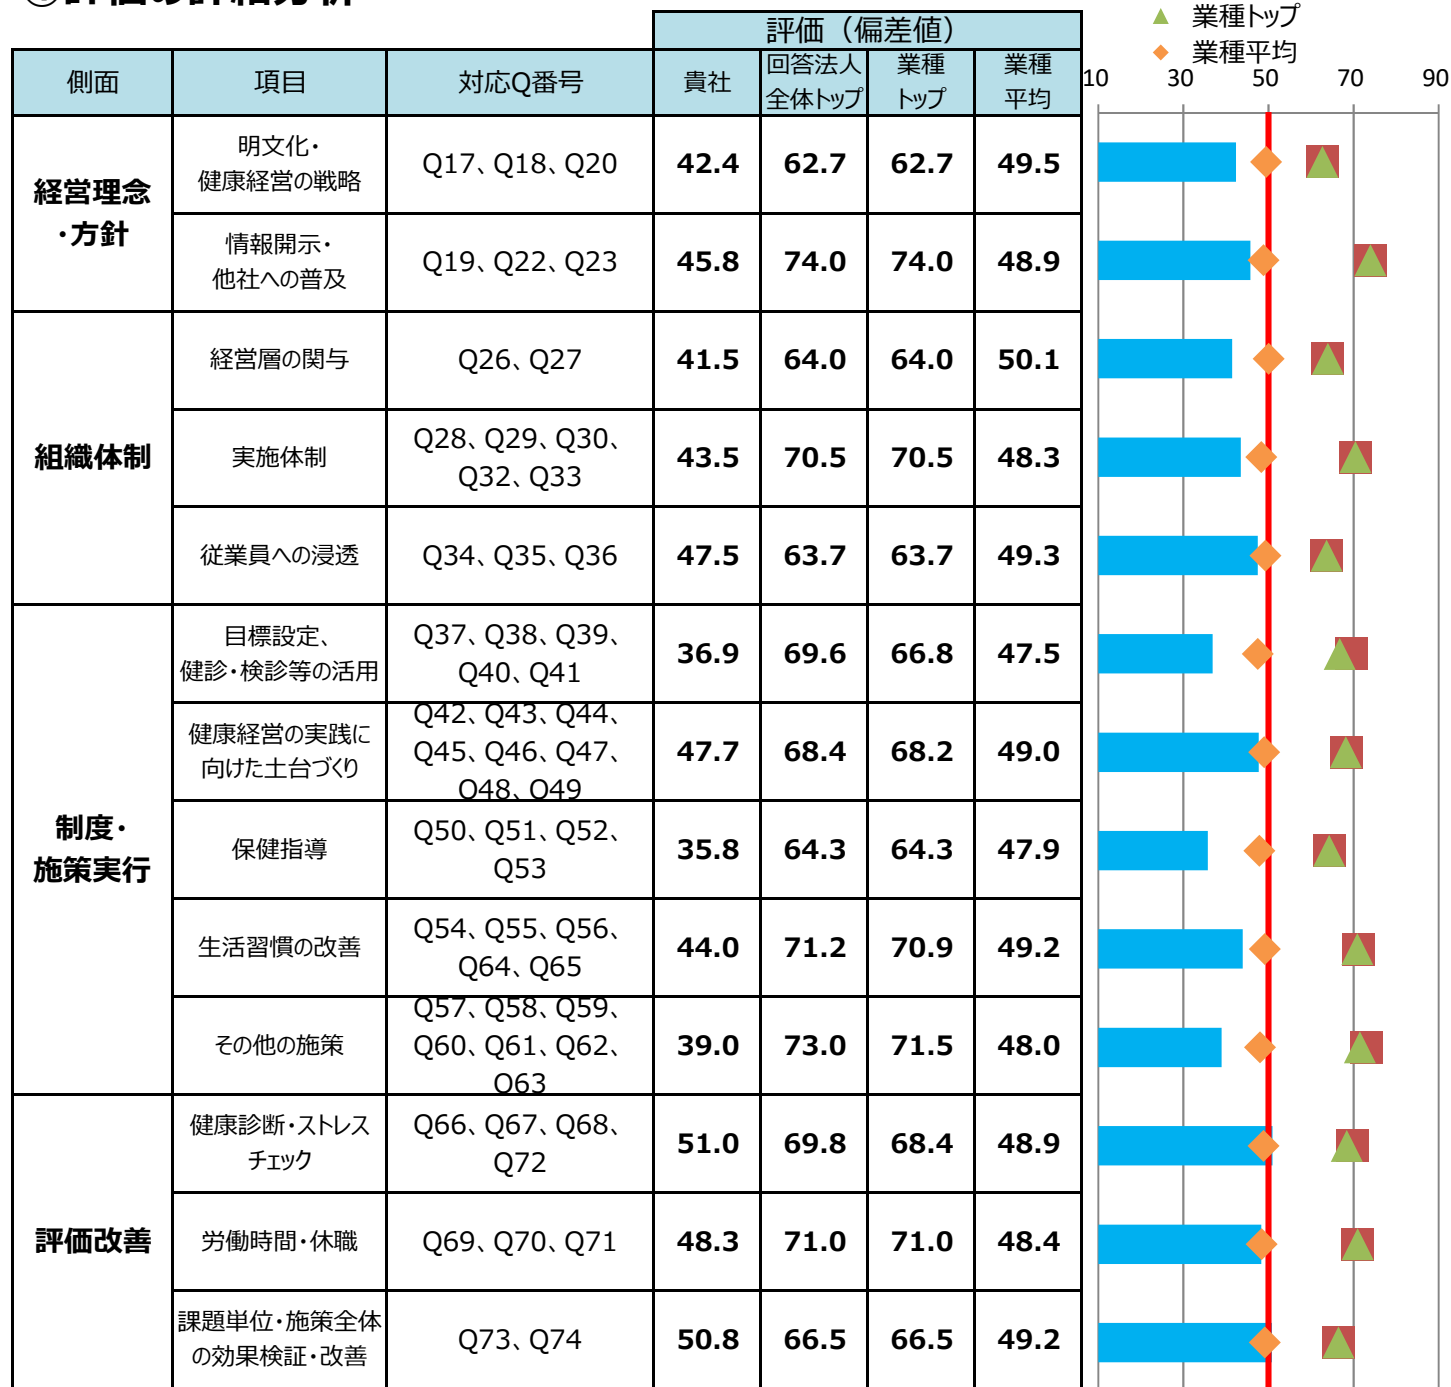 ①評価の詳細分析
▲ 業種トップ
◆ 業種平均
評価（偏差値）
側面 項目 対応Q番号 貴社 回答法人全体トップ 業種トップ 業種平均
10 30 50 70 90
経営理念・方針
明文化・健康経営の戦略 Q17、Q18、Q20 42.4 62.7 62.7 49.5
情報開示・他社への普及 Q19、Q22、Q23 45.8 74.0 74.0 48.9
組織体制
経営層の関与 Q26、Q27 41.5 64.0 64.0 50.1
実施体制 Q28、Q29、Q30、Q32、Q33 43.5 70.5 70.5 48.3
従業員への浸透 Q34、Q35、Q36 47.5 63.7 63.7 49.3
制度・施策実行
目標設定、健診・検診等の活用 Q37、Q38、Q39、Q40、Q41 36.9 69.6 66.8 47.5
健康経営の実践に向けた土台づくり Q42、Q43、Q44、Q45、Q46、Q47、Q48、Q49 47.7 68.4 68.2 49.0
保健指導 Q50、Q51、Q52、Q53 35.8 64.3 64.3 47.9
生活習慣の改善 Q54、Q55、Q56、Q64、Q65 44.0 71.2 70.9 49.2
その他の施策 Q57、Q58、Q59、Q60、Q61、Q62、Q63 39.0 73.0 71.5 48.0
評価改善
健康診断・ストレスチェック Q66、Q67、Q68、Q72 51.0 69.8 68.4 48.9
労働時間・休職 Q69、Q70、Q71 48.3 71.0 71.0 48.4
課題単位・施策全体の効果検証・改善 Q73、Q74 50.8 66.5 66.5 49.2